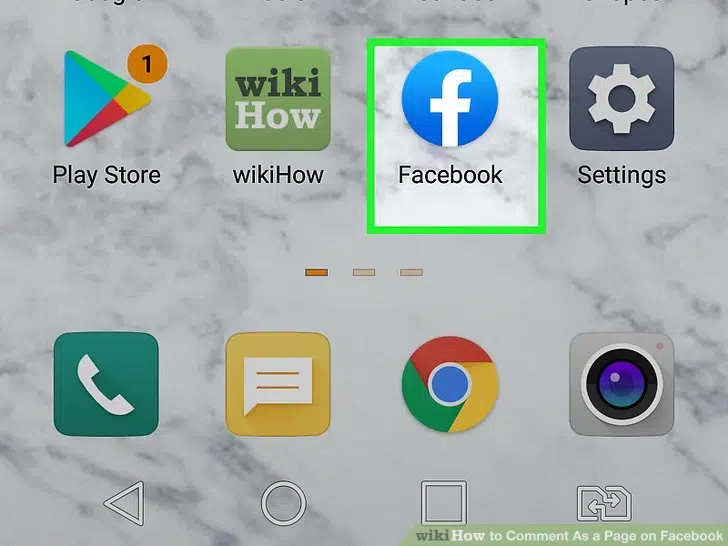 1
wiki
How
f
Play Store
wikiHow
Facebook
Settings
wikiHow to Comment As a Page on Facebook